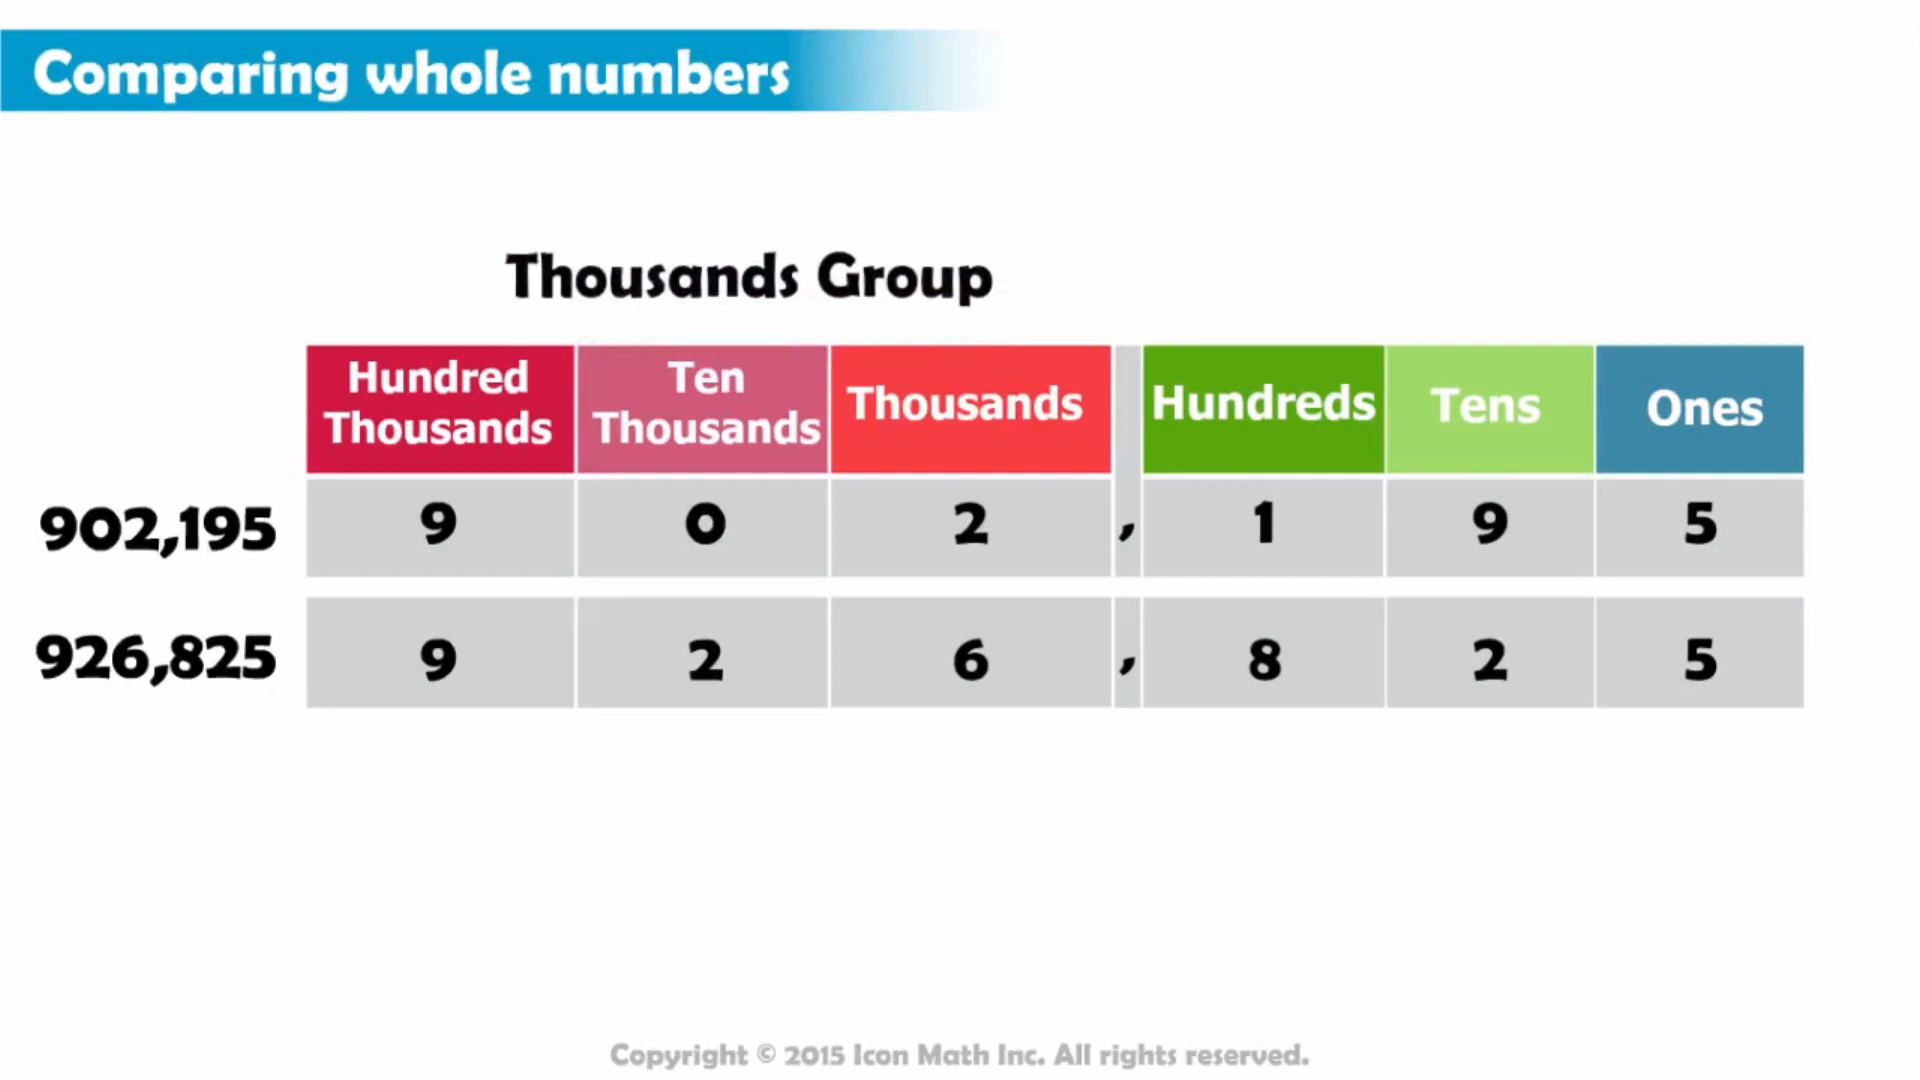 Comparing whole numbers
Thousands Group
Hundred Thousands Ten Thousands Thousands Hundreds Tens Ones
902,195 9 0 2 , 1 9 5
926,825 9 2 6 , 8 2 5
Copyright © 2015 Icon Math Inc. All rights reserved.